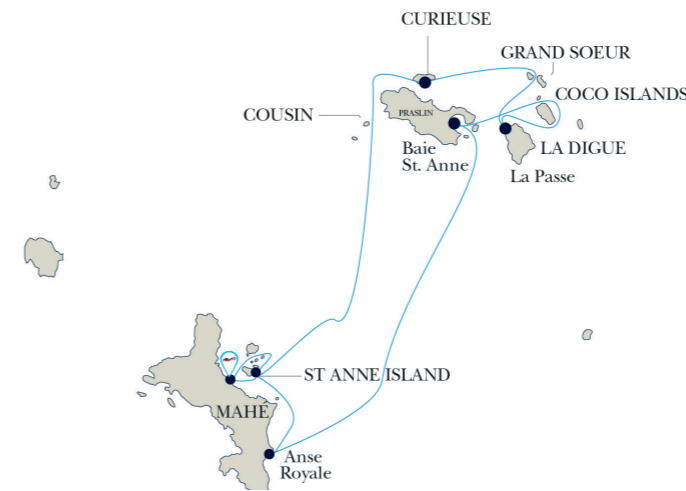 CURIEUSE
GRAND SOEUR
COCO ISLANDS
COUSIN
PRASLIN
Baie
St. Anne
LA DIGUE
La Passe
ST ANNE ISLAND
MAHÉ
Anse
Royale